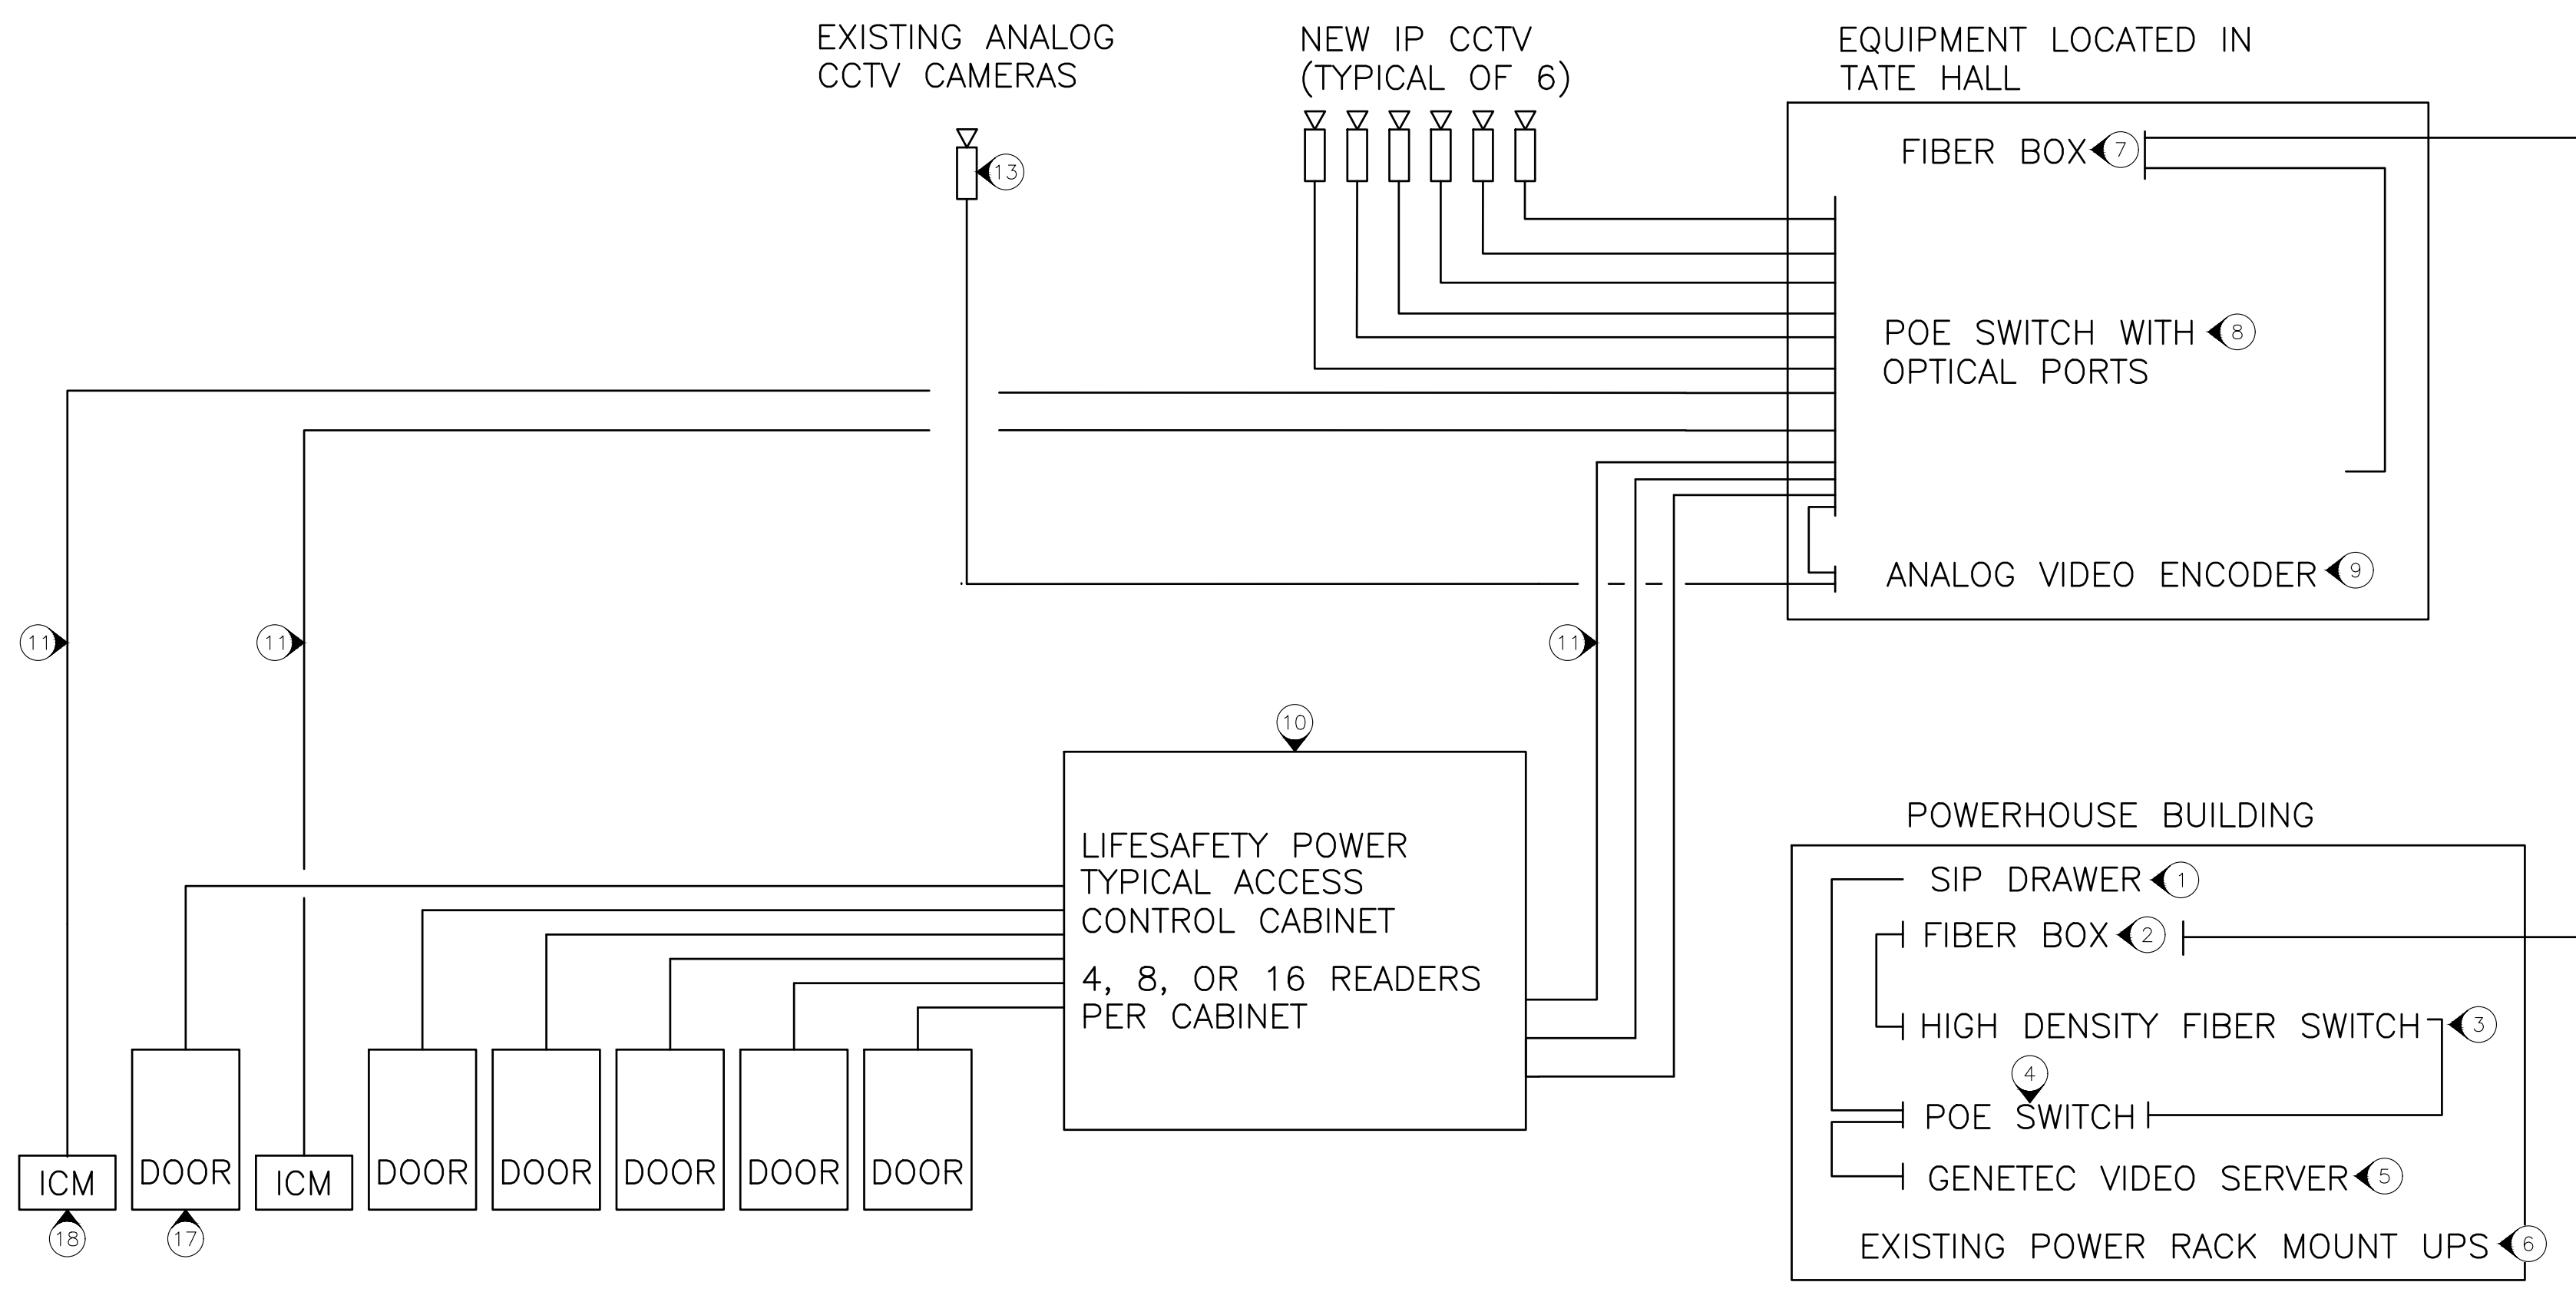 EXISTING ANALOG
CCTV CAMERAS
13
NEW IP CCTV
(TYPICAL OF 6)
EQUIPMENT LOCATED IN
TATE HALL
FIBER BOX 7
POE SWITCH WITH 8
OPTICAL PORTS
ANALOG VIDEO ENCODER 9
11
11
11
10
LIFESAFETY POWER
TYPICAL ACCESS
CONTROL CABINET
4, 8, OR 16 READERS
PER CABINET
ICM
DOOR
ICM
DOOR
DOOR
DOOR
DOOR
DOOR
18
17
POWERHOUSE BUILDING
SIP DRAWER 1
FIBER BOX 2
HIGH DENSITY FIBER SWITCH 3
4
POE SWITCH
GENETEC VIDEO SERVER 5
EXISTING POWER RACK MOUNT UPS 6